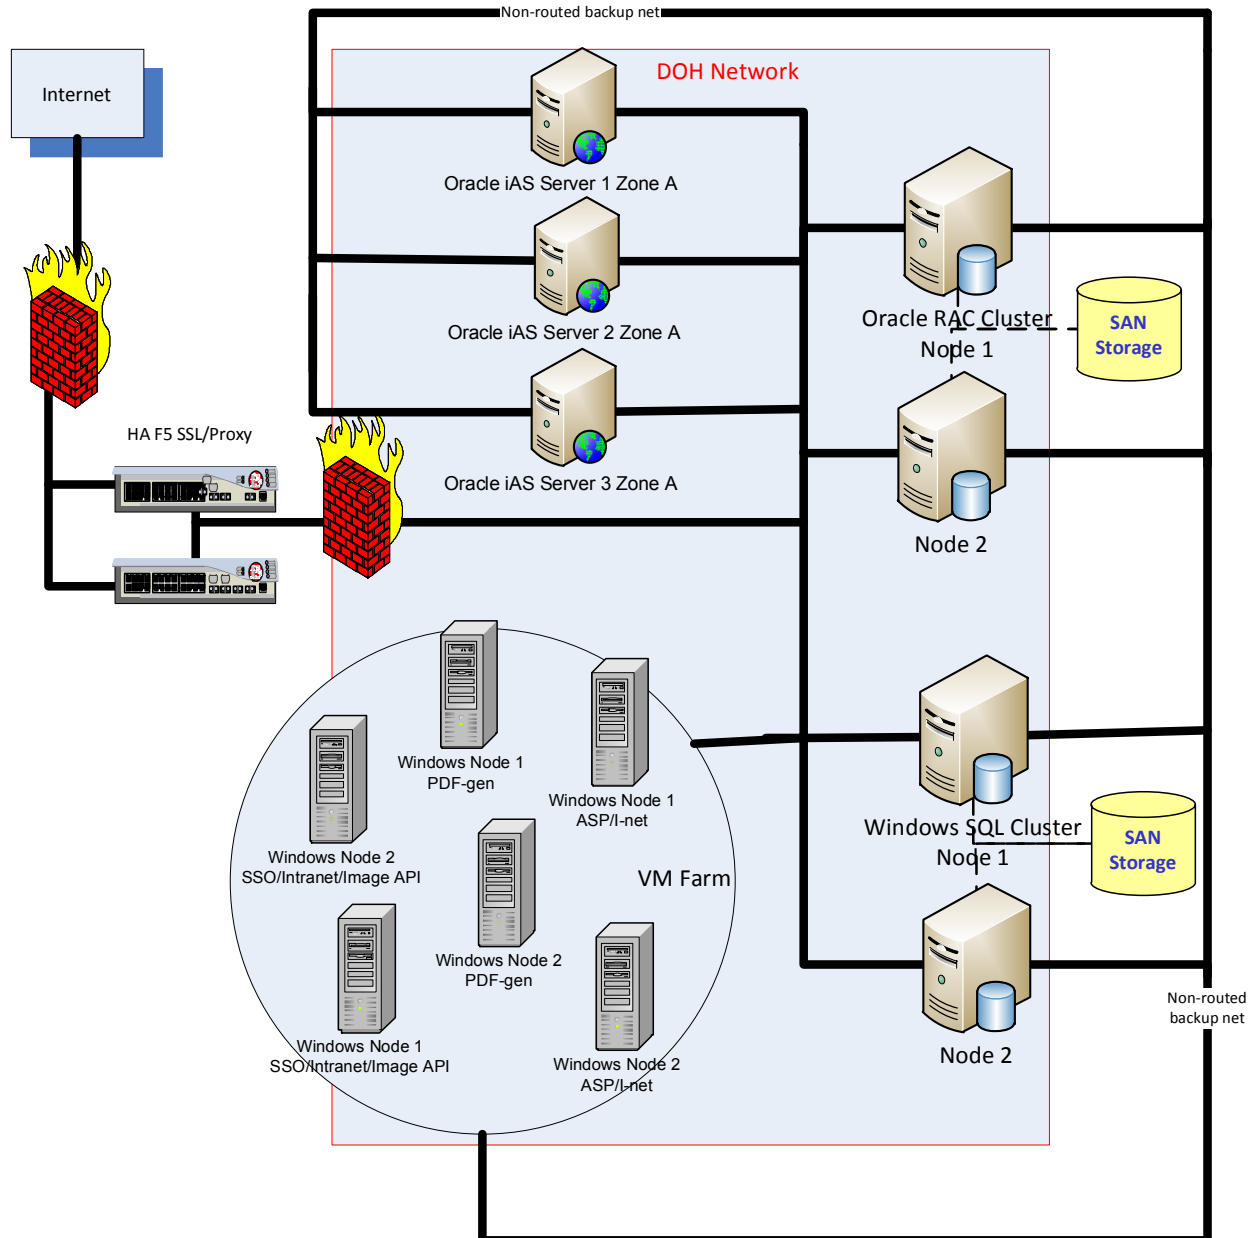 Non-routed backup net
Internet
DOH Network
Oracle iAS Server 1 Zone A
Oracle iAS Server 2 Zone A
Oracle RAC Cluster
Node 1
SAN
Storage
HA F5 SSL/Proxy
Oracle iAS Server 3 Zone A
Node 2
Windows Node 1
PDF-gen
Windows Node 1
ASP/I-net
Windows Node 2
SSO/Intranet/Image API
VM Farm
Windows SQL Cluster
Node 1
SAN
Storage
Windows Node 2
PDF-gen
Windows Node 1
SSO/Intranet/Image API
Windows Node 2
ASP/I-net
Node 2
Non-routed
backup net